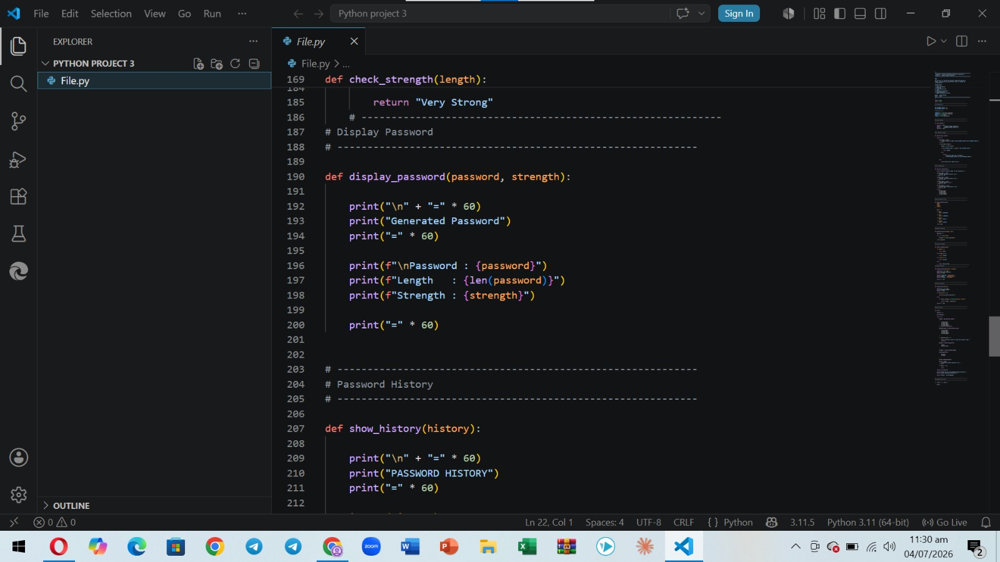 File Edit Selection View Go Run ···
Python project 3
Sign In
EXPLORER
PYTHON PROJECT 3
File.py
OUTLINE
File.py
File.py > ...
169 def check_strength(length):
184
185 return "Very Strong"
186 # ------------------------------------------------------------
187 # Display Password
188 # ------------------------------------------------------------
189
190 def display_password(password, strength):
191
192 print("\n" + "=" * 60)
193 print("Generated Password")
194 print("=" * 60)
195
196 print(f"\nPassword : {password}")
197 print(f"Length   : {len(password)}")
198 print(f"Strength : {strength}")
199
200 print("=" * 60)
201
202
203 # ------------------------------------------------------------
204 # Password History
205 # ------------------------------------------------------------
206
207 def show_history(history):
208
209 print("\n" + "=" * 60)
210 print("PASSWORD HISTORY")
211 print("=" * 60)
212
0 0 Ln 22, Col 1 Spaces: 4 UTF-8 CRLF {} Python 3.11.5 Python 3.11 (64-bit) Go Live
zoom
W
P
X
11:30 am
04/07/2026
2